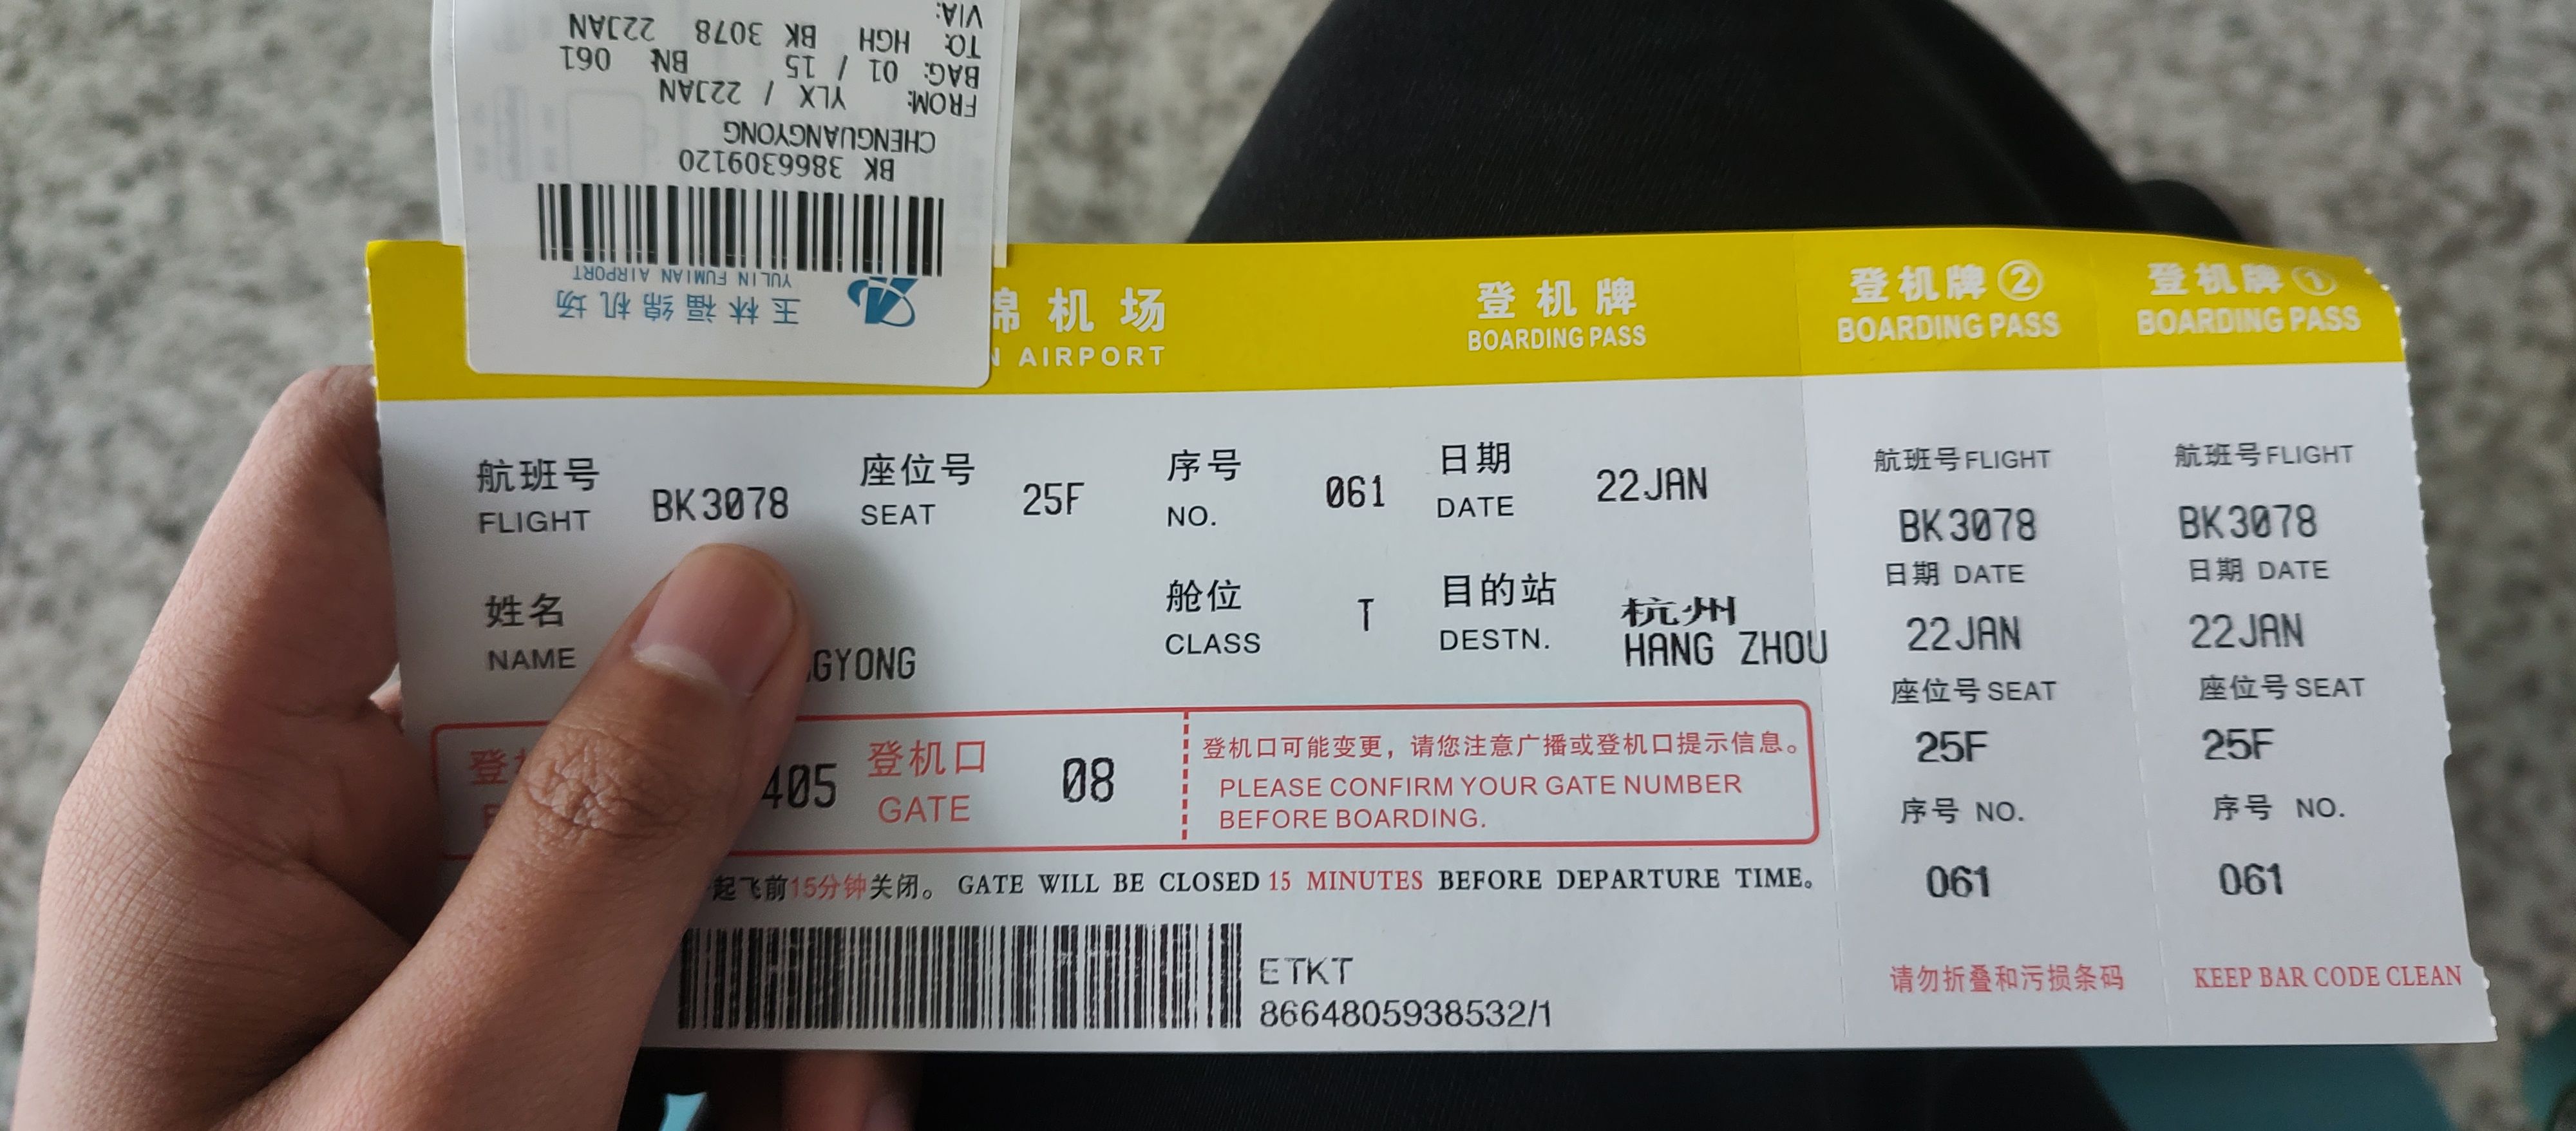 VIA:
TO: HGH BK 3078 22JAN
BAG: 01 / 15 BN 061
FROM: YLX / 22JAN
CHENGUANGYONG
BK 3866309120
YULIN FUMIAN AIRPORT
玉林福绵机场
绵机场
AIRPORT
登机牌
BOARDING PASS
登机牌②
BOARDING PASS
登机牌①
BOARDING PASS
航班号 FLIGHT BK3078
座位号 SEAT 25F
序号 NO. 061
日期 DATE 22JAN
姓名 NAME GYONG
舱位 CLASS T
目的站 DESTN. 杭州 HANG ZHOU
登 405
登机口 GATE 08
登机口可能变更，请您注意广播或登机口提示信息。
PLEASE CONFIRM YOUR GATE NUMBER
BEFORE BOARDING.
起飞前15分钟关闭。 GATE WILL BE CLOSED 15 MINUTES BEFORE DEPARTURE TIME。
ETKT
8664805938532/1
航班号FLIGHT
BK3078
日期 DATE
22JAN
座位号SEAT
25F
序号 NO.
061
请勿折叠和污损条码
航班号FLIGHT
BK3078
日期 DATE
22JAN
座位号SEAT
25F
序号 NO.
061
KEEP BAR CODE CLEAN